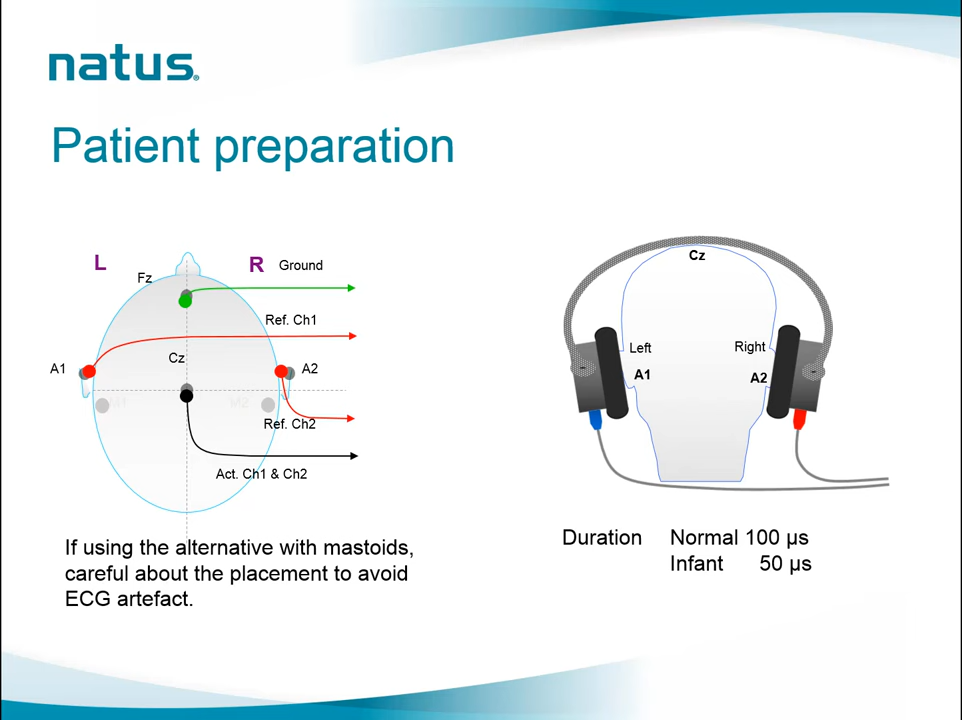 natus®
Patient preparation
L
R
Ground
Fz
Ref. Ch1
Cz
A1
A2
M1
M2
Ref. Ch2
Act. Ch1 & Ch2
If using the alternative with mastoids,
careful about the placement to avoid
ECG artefact.
Cz
Left
Right
A1
A2
-
-
Duration Normal 100 µs
Infant 50 µs